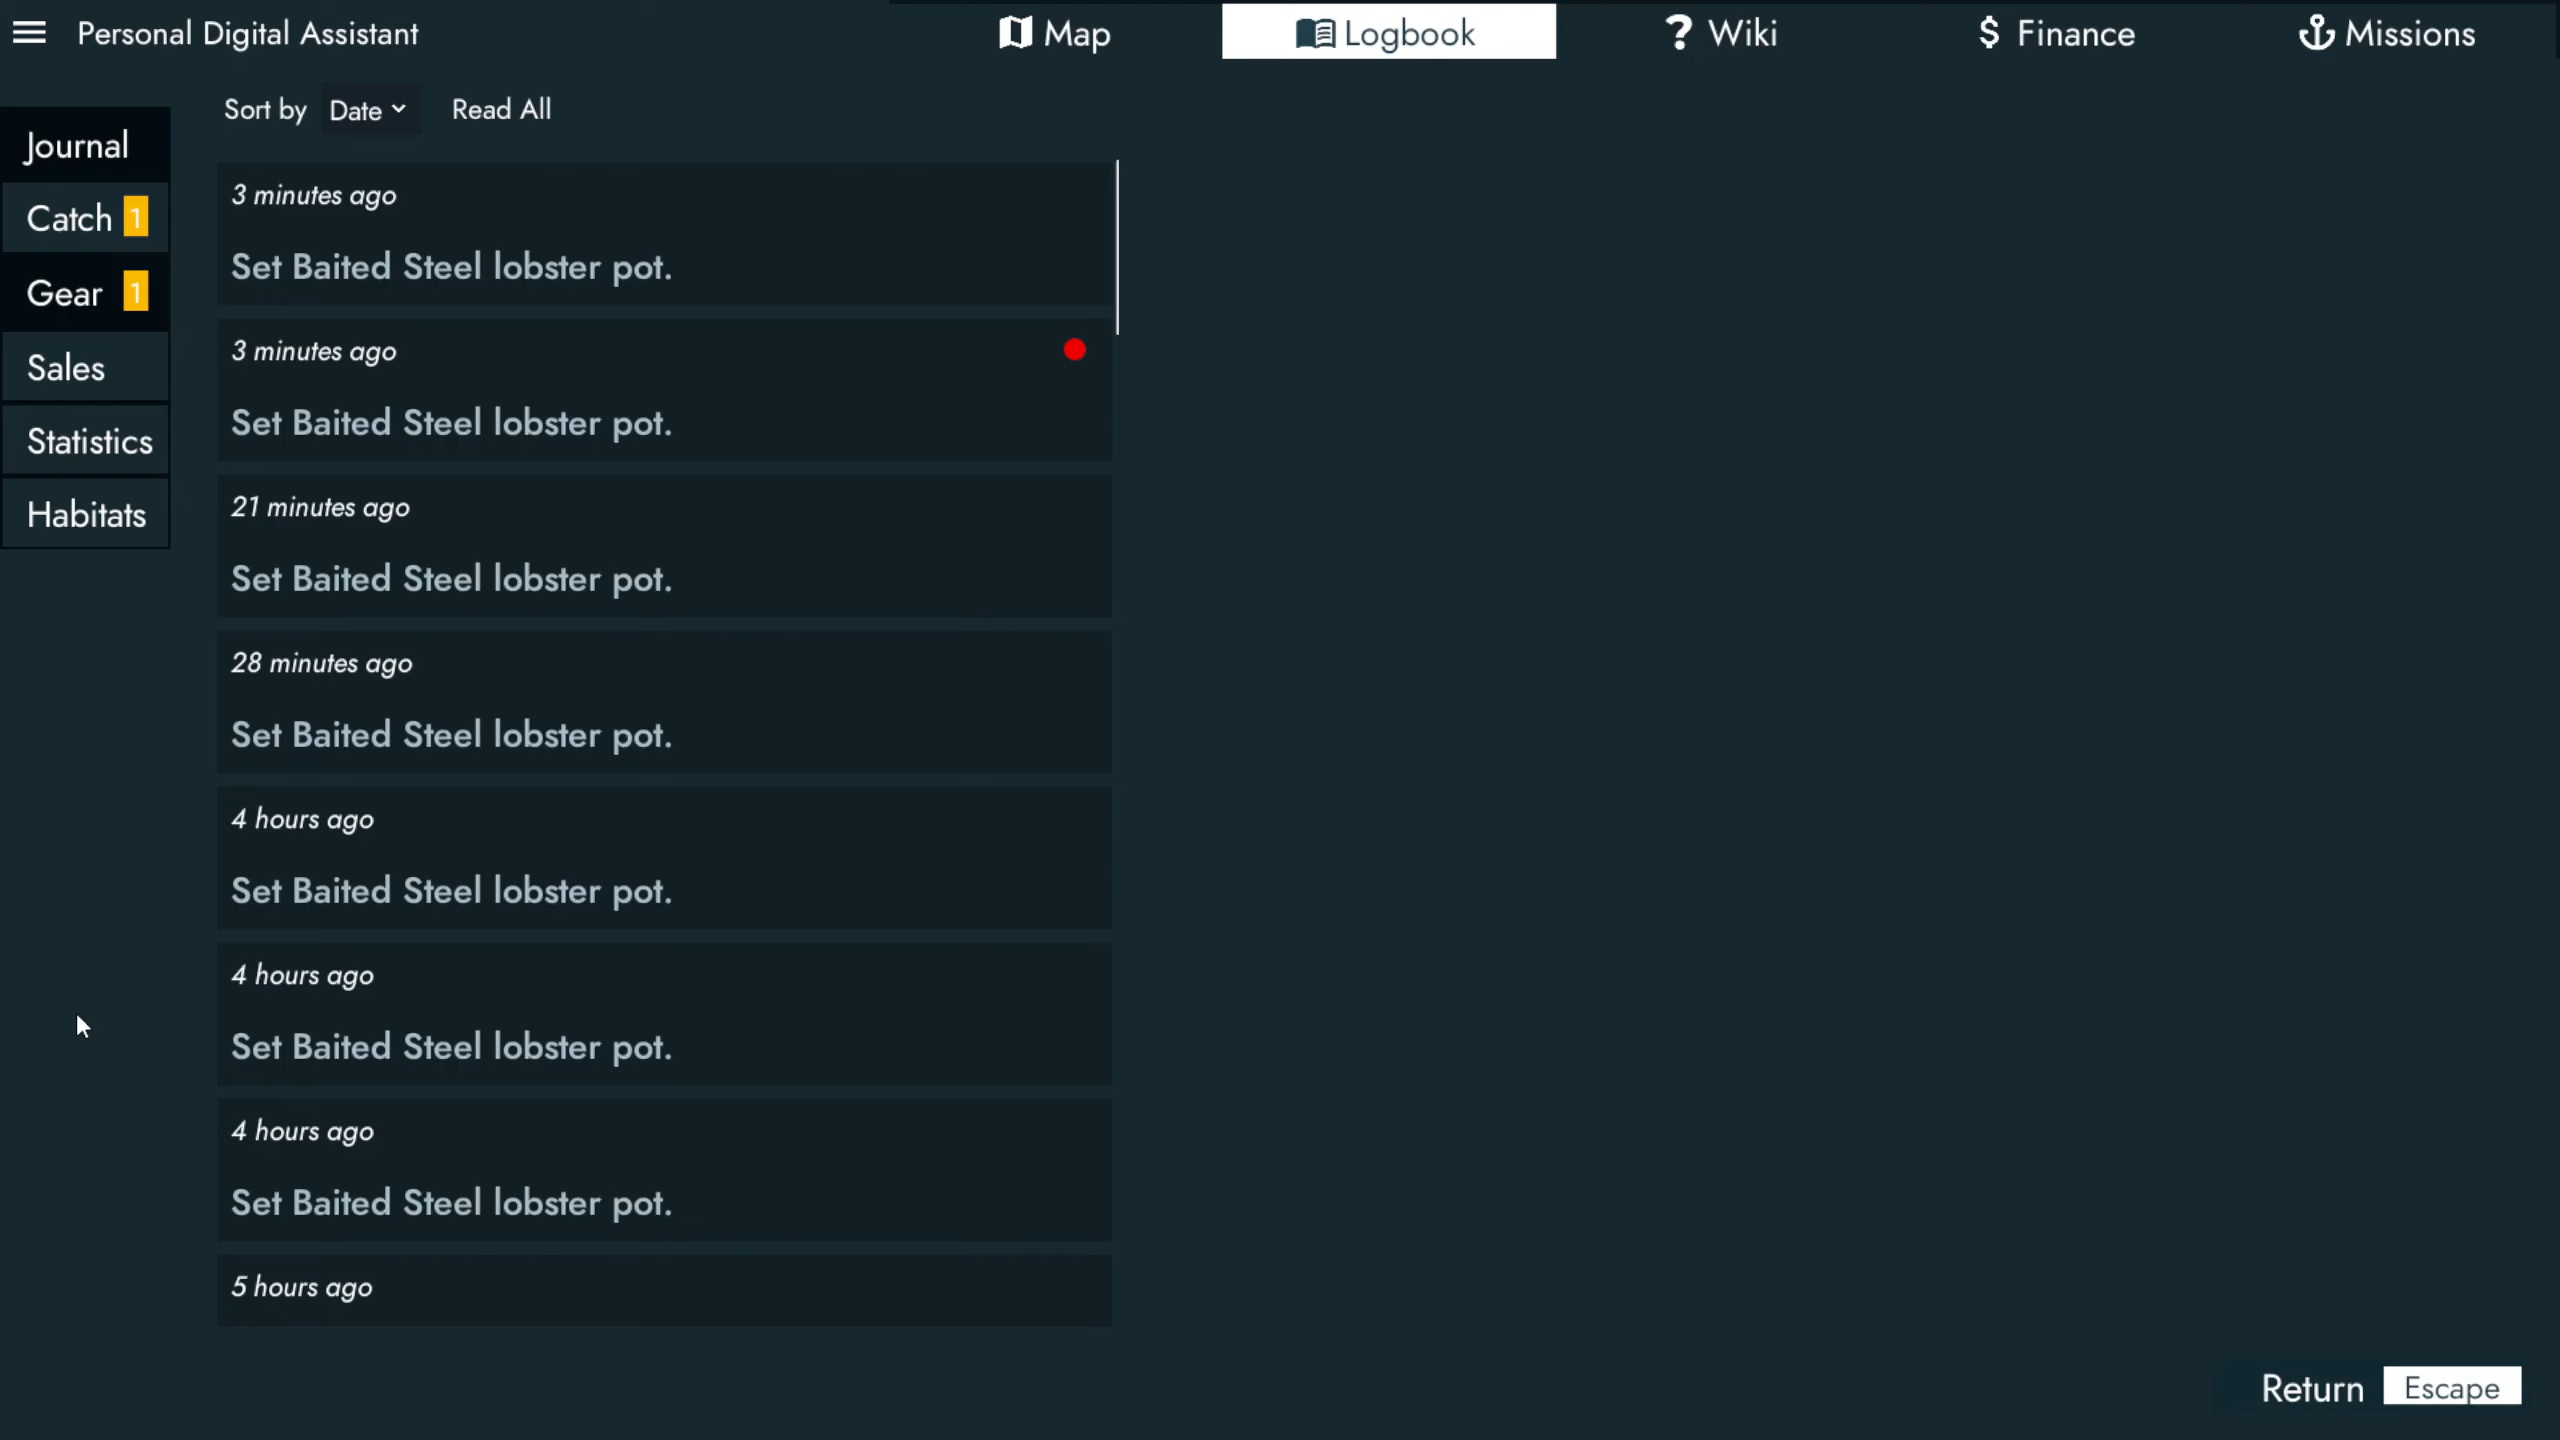 Personal Digital Assistant
Map
Logbook
? Wiki
$ Finance
Missions
Sort by Date Read All
Journal
Catch 1
Gear 1
Sales
Statistics
Habitats
3 minutes ago
Set Baited Steel lobster pot.
3 minutes ago
Set Baited Steel lobster pot.
21 minutes ago
Set Baited Steel lobster pot.
28 minutes ago
Set Baited Steel lobster pot.
4 hours ago
Set Baited Steel lobster pot.
4 hours ago
Set Baited Steel lobster pot.
4 hours ago
Set Baited Steel lobster pot.
5 hours ago
Return Escape